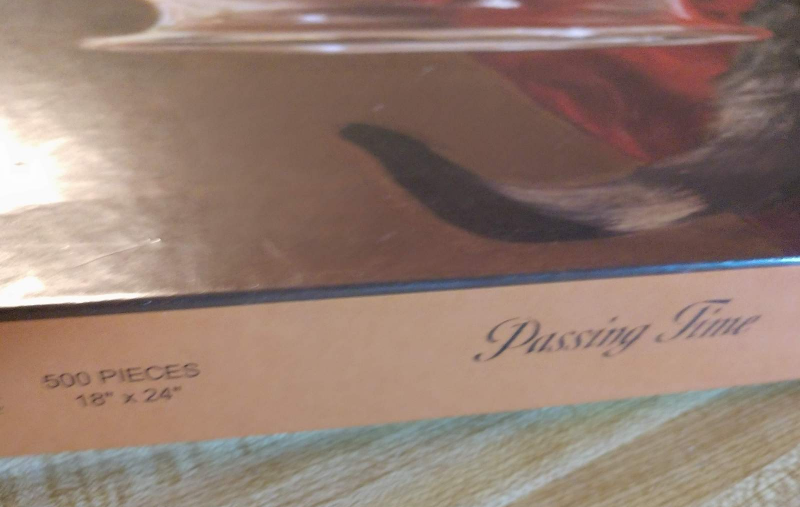 500 PIECES
18" x 24"
Passing Time